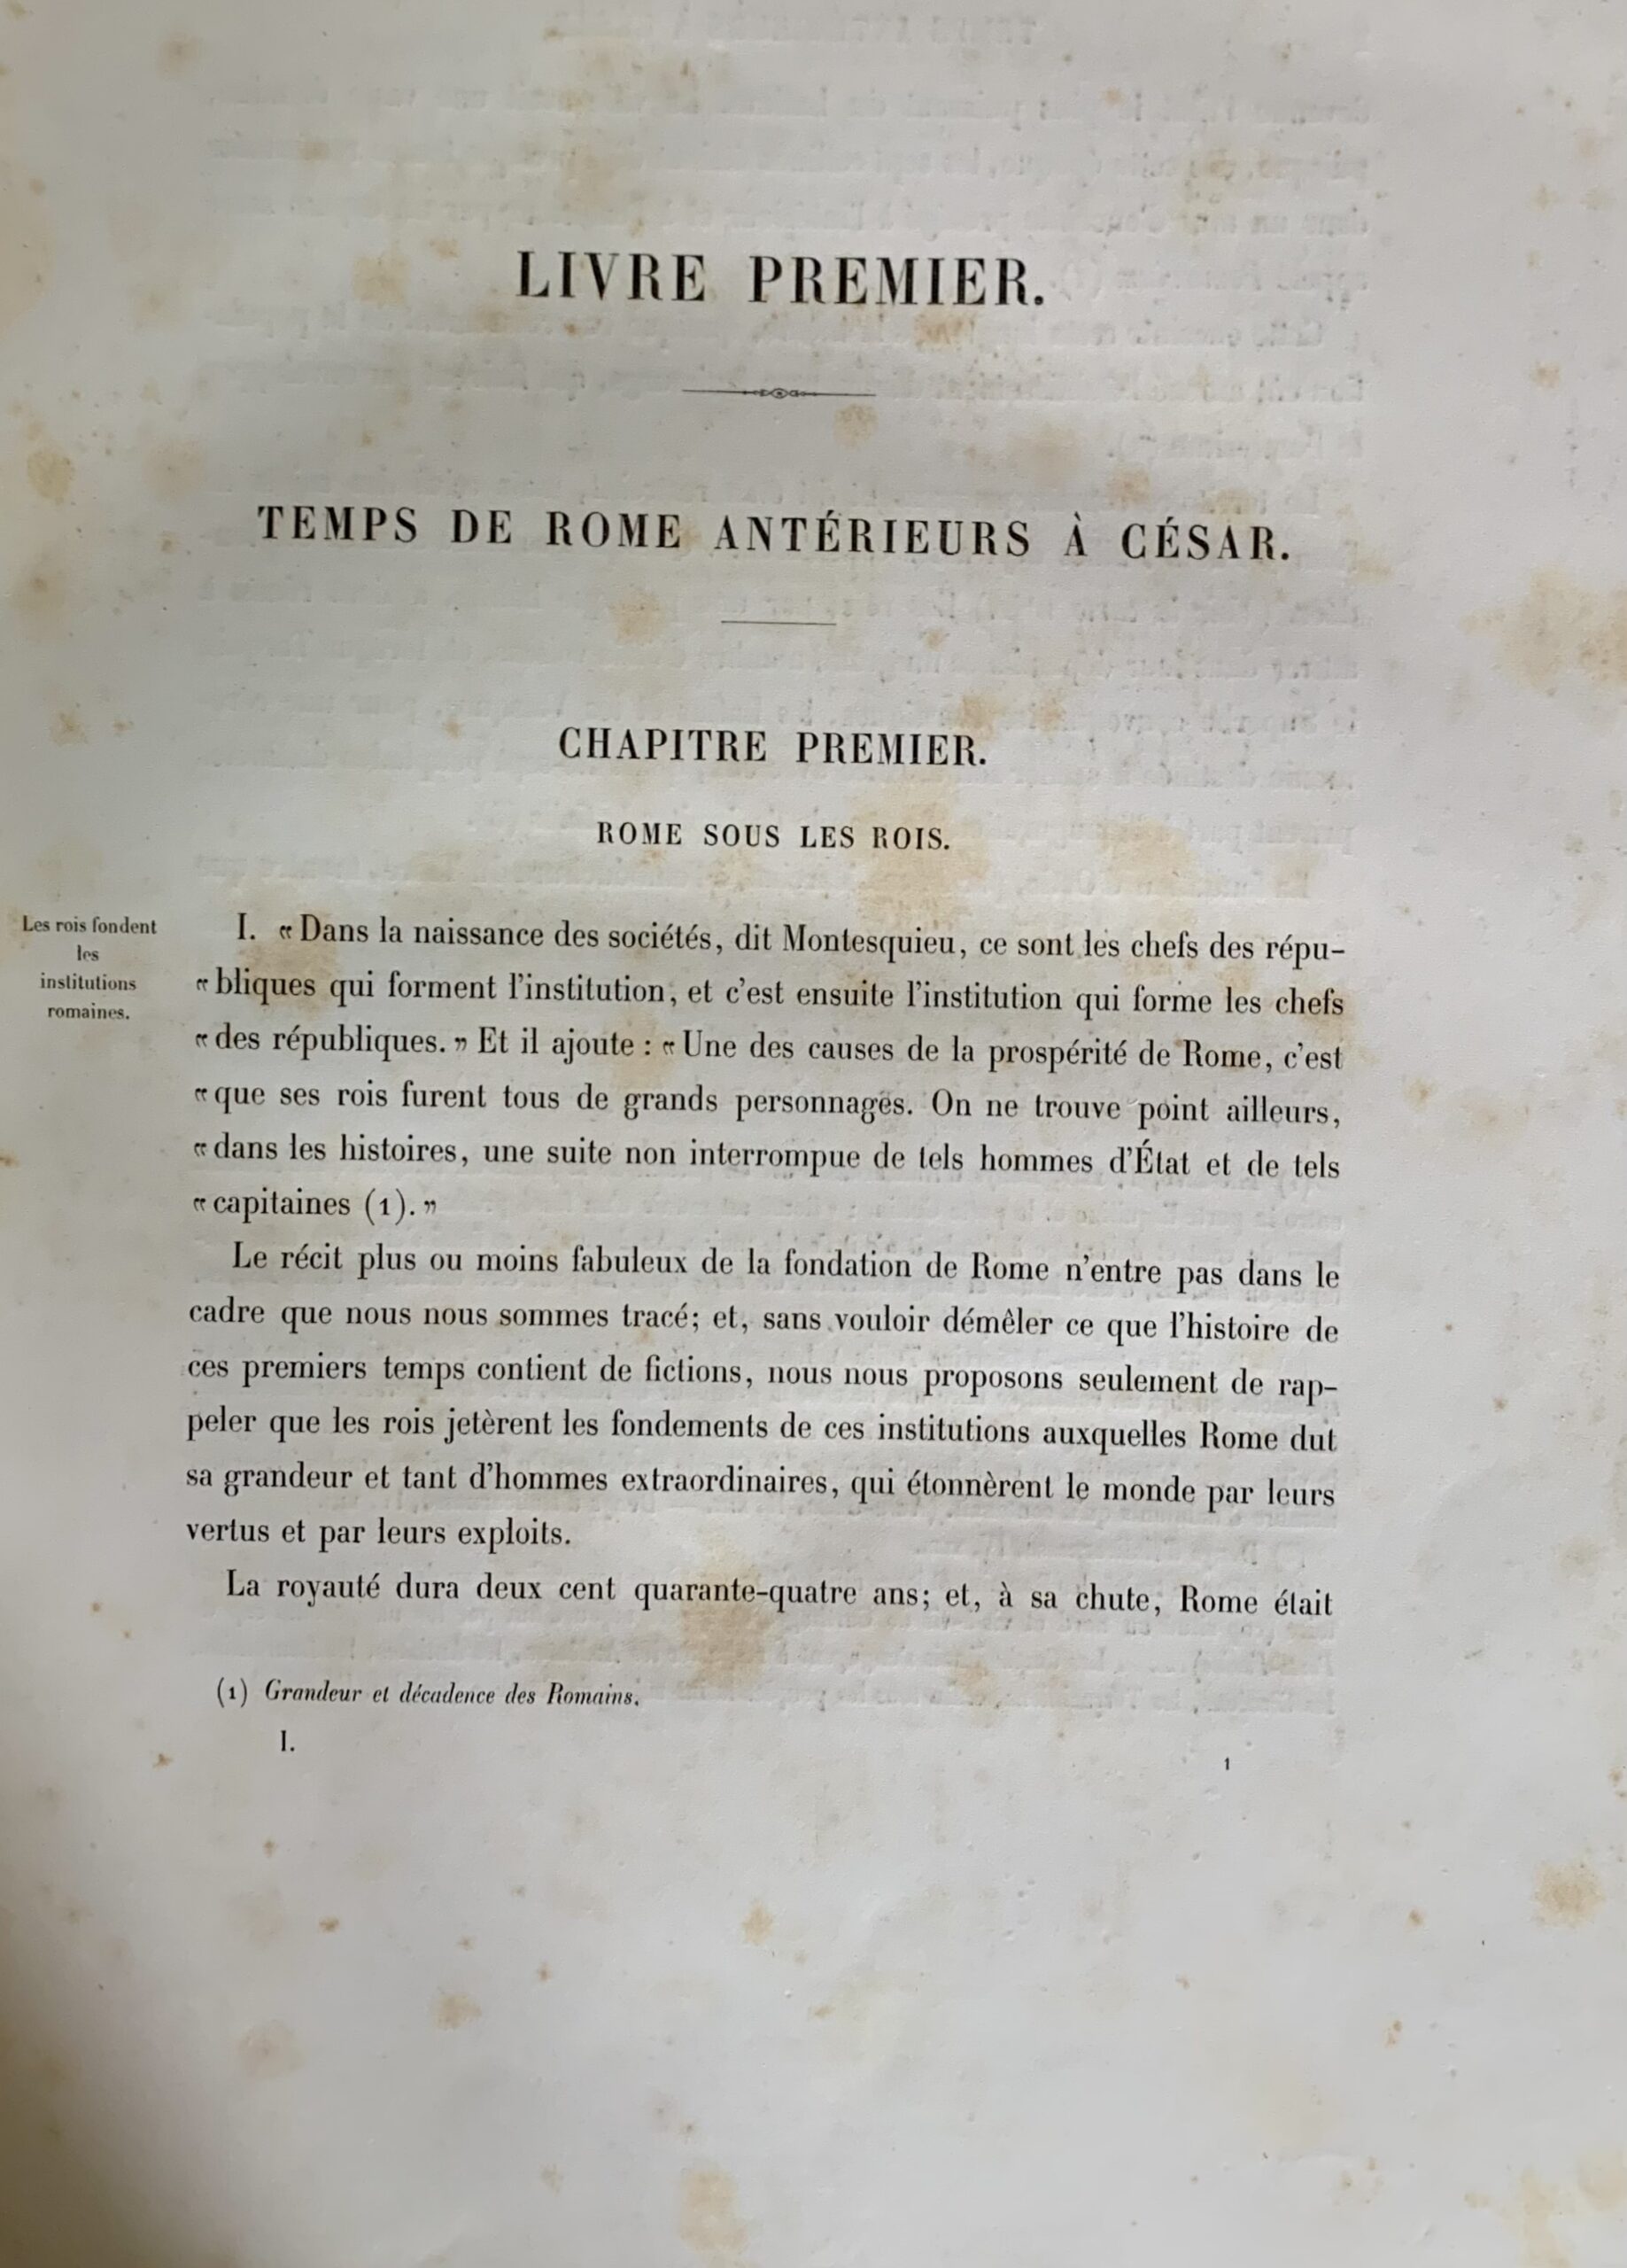 LIVRE PREMIER.
TEMPS DE ROME ANTÉRIEURS À CÉSAR.
CHAPITRE PREMIER.
ROME SOUS LES ROIS.
Les rois fondent
les
institutions
romaines.
I. « Dans la naissance des sociétés, dit Montesquieu, ce sont les chefs des répu-
« bliques qui forment l'institution, et c'est ensuite l'institution qui forme les chefs
« des républiques. » Et il ajoute : « Une des causes de la prospérité de Rome, c'est
« que ses rois furent tous de grands personnages. On ne trouve point ailleurs,
« dans les histoires, une suite non interrompue de tels hommes d'État et de tels
« capitaines (1). »
Le récit plus ou moins fabuleux de la fondation de Rome n'entre pas dans le
cadre que nous nous sommes tracé; et, sans vouloir démêler ce que l'histoire de
ces premiers temps contient de fictions, nous nous proposons seulement de rap-
peler que les rois jetèrent les fondements de ces institutions auxquelles Rome dut
sa grandeur et tant d'hommes extraordinaires, qui étonnèrent le monde par leurs
vertus et par leurs exploits.
La royauté dura deux cent quarante-quatre ans; et, à sa chute, Rome était
(1) Grandeur et décadence des Romains.
I.
1